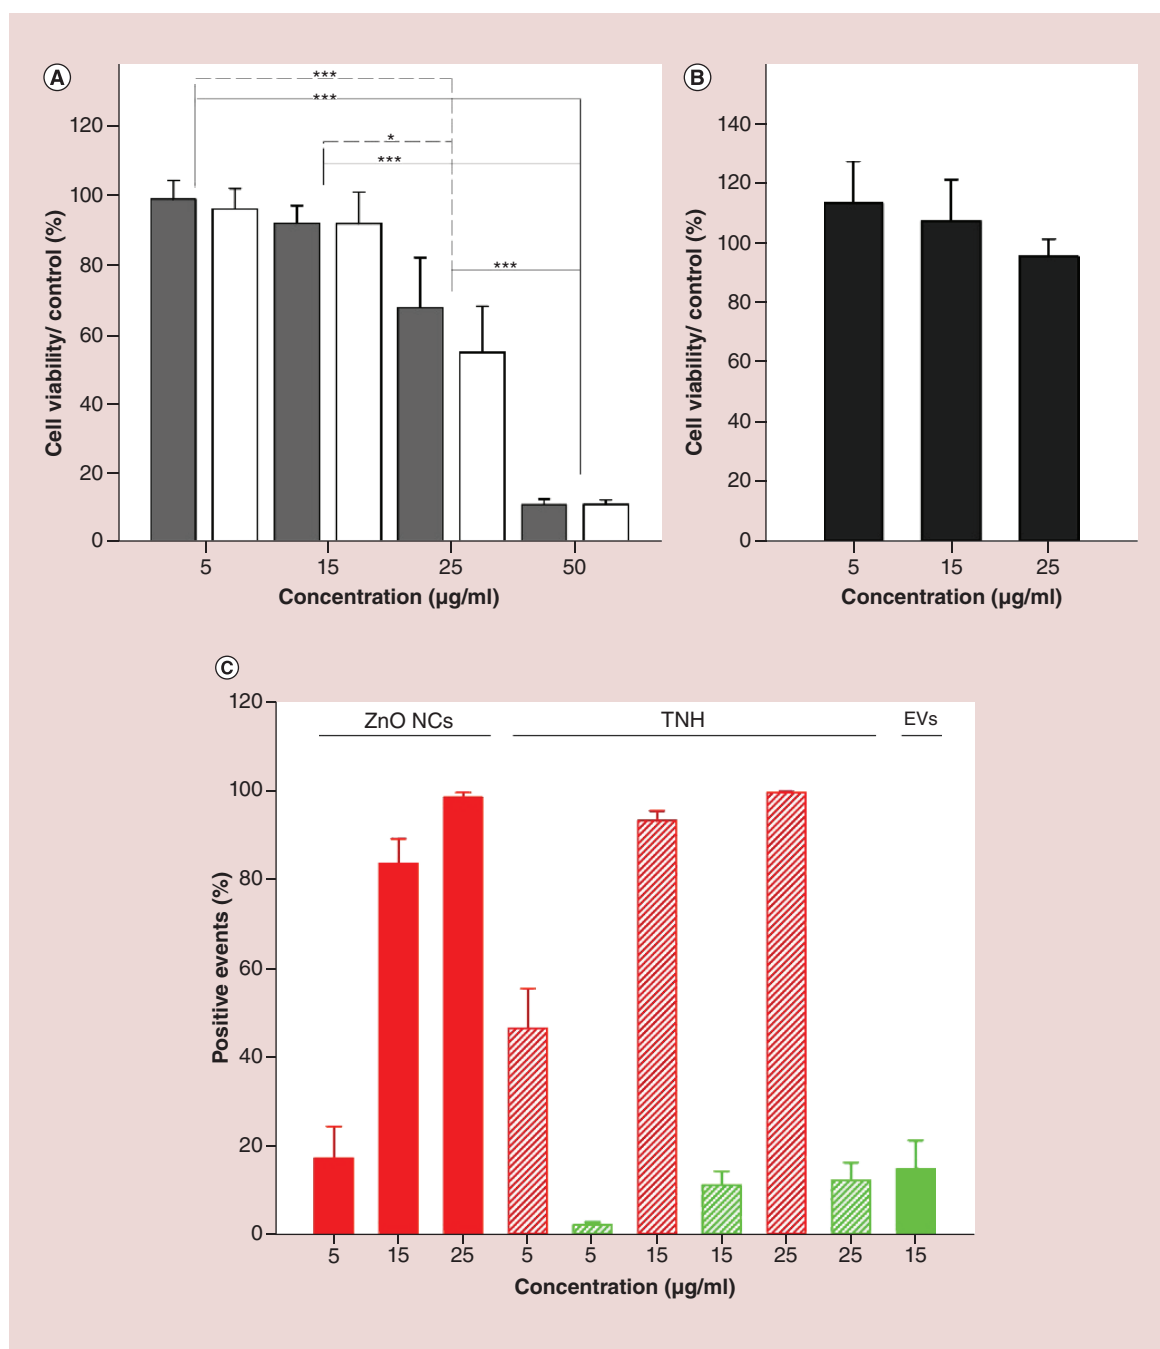 A
***
***
*
***
***
120
100
80
60
40
20
0
Cell viability/ control (%)
5 15 25 50
Concentration (µg/ml)
B
140
120
100
80
60
40
20
0
Cell viability/ control (%)
5 15 25
Concentration (µg/ml)
C
ZnO NCs TNH EVs
120
100
80
60
40
20
0
Positive events (%)
5 15 25 5 5 15 15 25 25 15
Concentration (µg/ml)